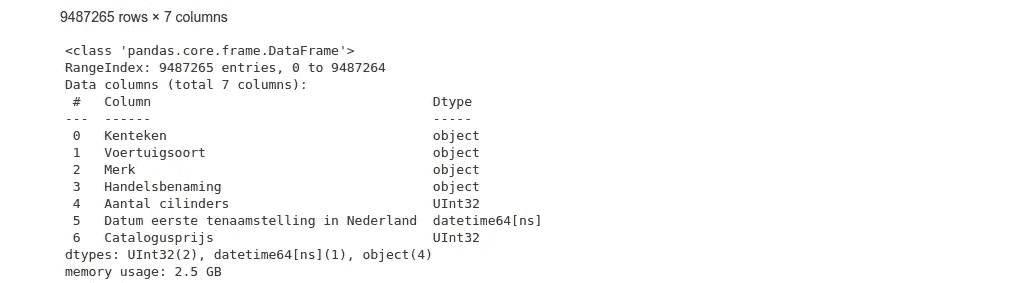 9487265 rows × 7 columns
<class 'pandas.core.frame.DataFrame'>
RangeIndex: 9487265 entries, 0 to 9487264
Data columns (total 7 columns):
 #   Column                                  Dtype
---  ------                                  -----
 0   Kenteken                                object
 1   Voertuigsoort                           object
 2   Merk                                    object
 3   Handelsbenaming                         object
 4   Aantal cilinders                        UInt32
 5   Datum eerste tenaamstelling in Nederland  datetime64[ns]
 6   Catalogusprijs                          UInt32
dtypes: UInt32(2), datetime64[ns](1), object(4)
memory usage: 2.5 GB